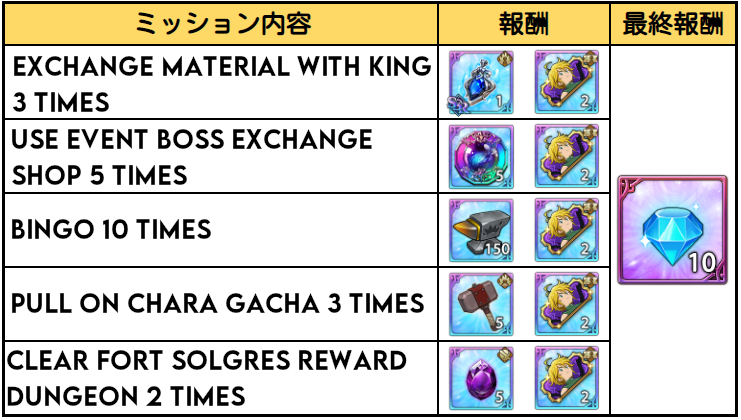 ミッション内容 報酬 最終報酬
EXCHANGE MATERIAL WITH KING
3 TIMES
1 2
USE EVENT BOSS EXCHANGE
SHOP 5 TIMES
5 2
BINGO 10 TIMES
150 2
10
PULL ON CHARA GACHA 3 TIMES
5 2
CLEAR FORT SOLGRES REWARD
DUNGEON 2 TIMES
5 2